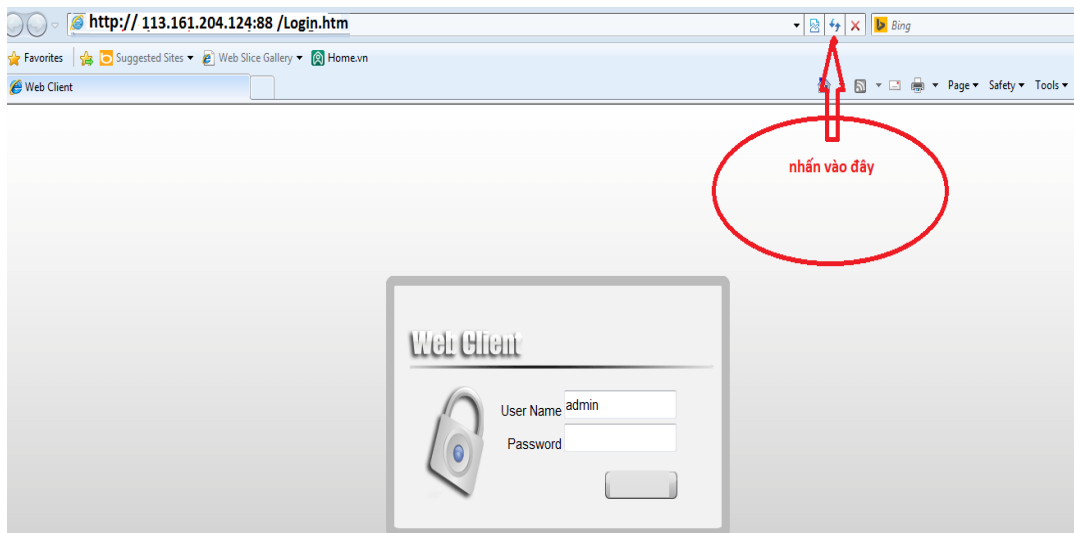 http:// 113.161.204.124:88 /Login.htm
Bing
Favorites Suggested Sites Web Slice Gallery Home.vn
Web Client Page Safety Tools
nhấn vào đây
Web Client
User Name admin
Password